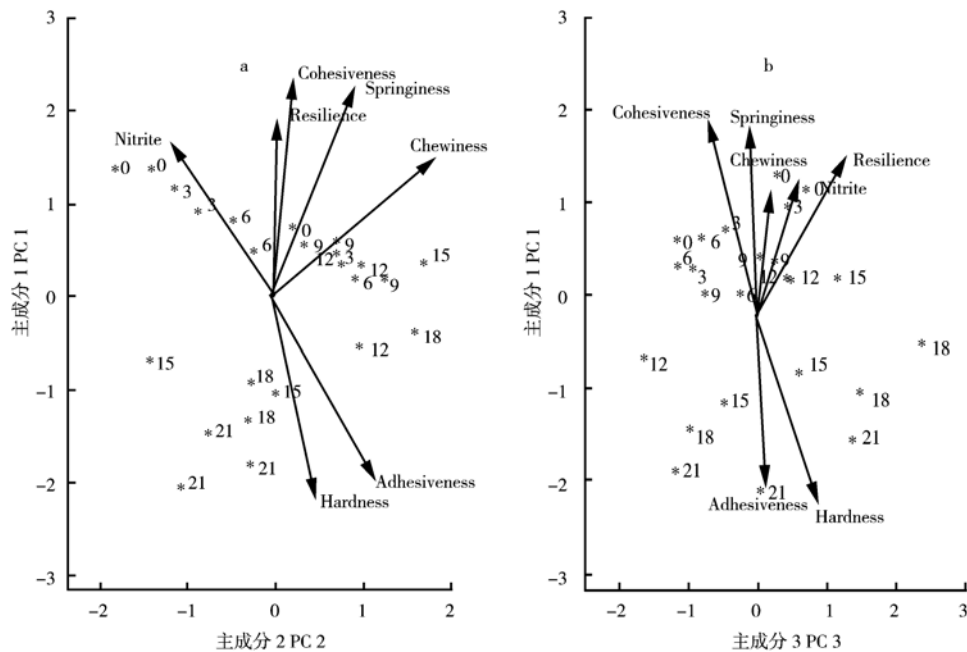 3
a
Cohesiveness
Springiness
2
Resilience
Nitrite
Chewiness
*0 *0
*3
1
*3
*6
*0
*6
*9 *9
12 *3
*12
*15
*6 *9
0
*18
*12
*15
-1
*18
*15
*18
*21
*21
-2
*21
Adhesiveness
Hardness
-3
-2 -1 0 1 2
主成分 2 PC 2
主成分 1 PC 1
3
b
2
Cohesiveness
Springiness
Chewiness
Resilience
*0
*0
Nitrite
1
*3
*3
*0 *6
*6 *3
9 *9
12 *12 *15
*9 *6
0
*12
*18
*15
-1
*15
*18
*18
*21
*21
-2
*21
Adhesiveness
Hardness
-3
-2 -1 0 1 2 3
主成分 3 PC 3
主成分 1 PC 1